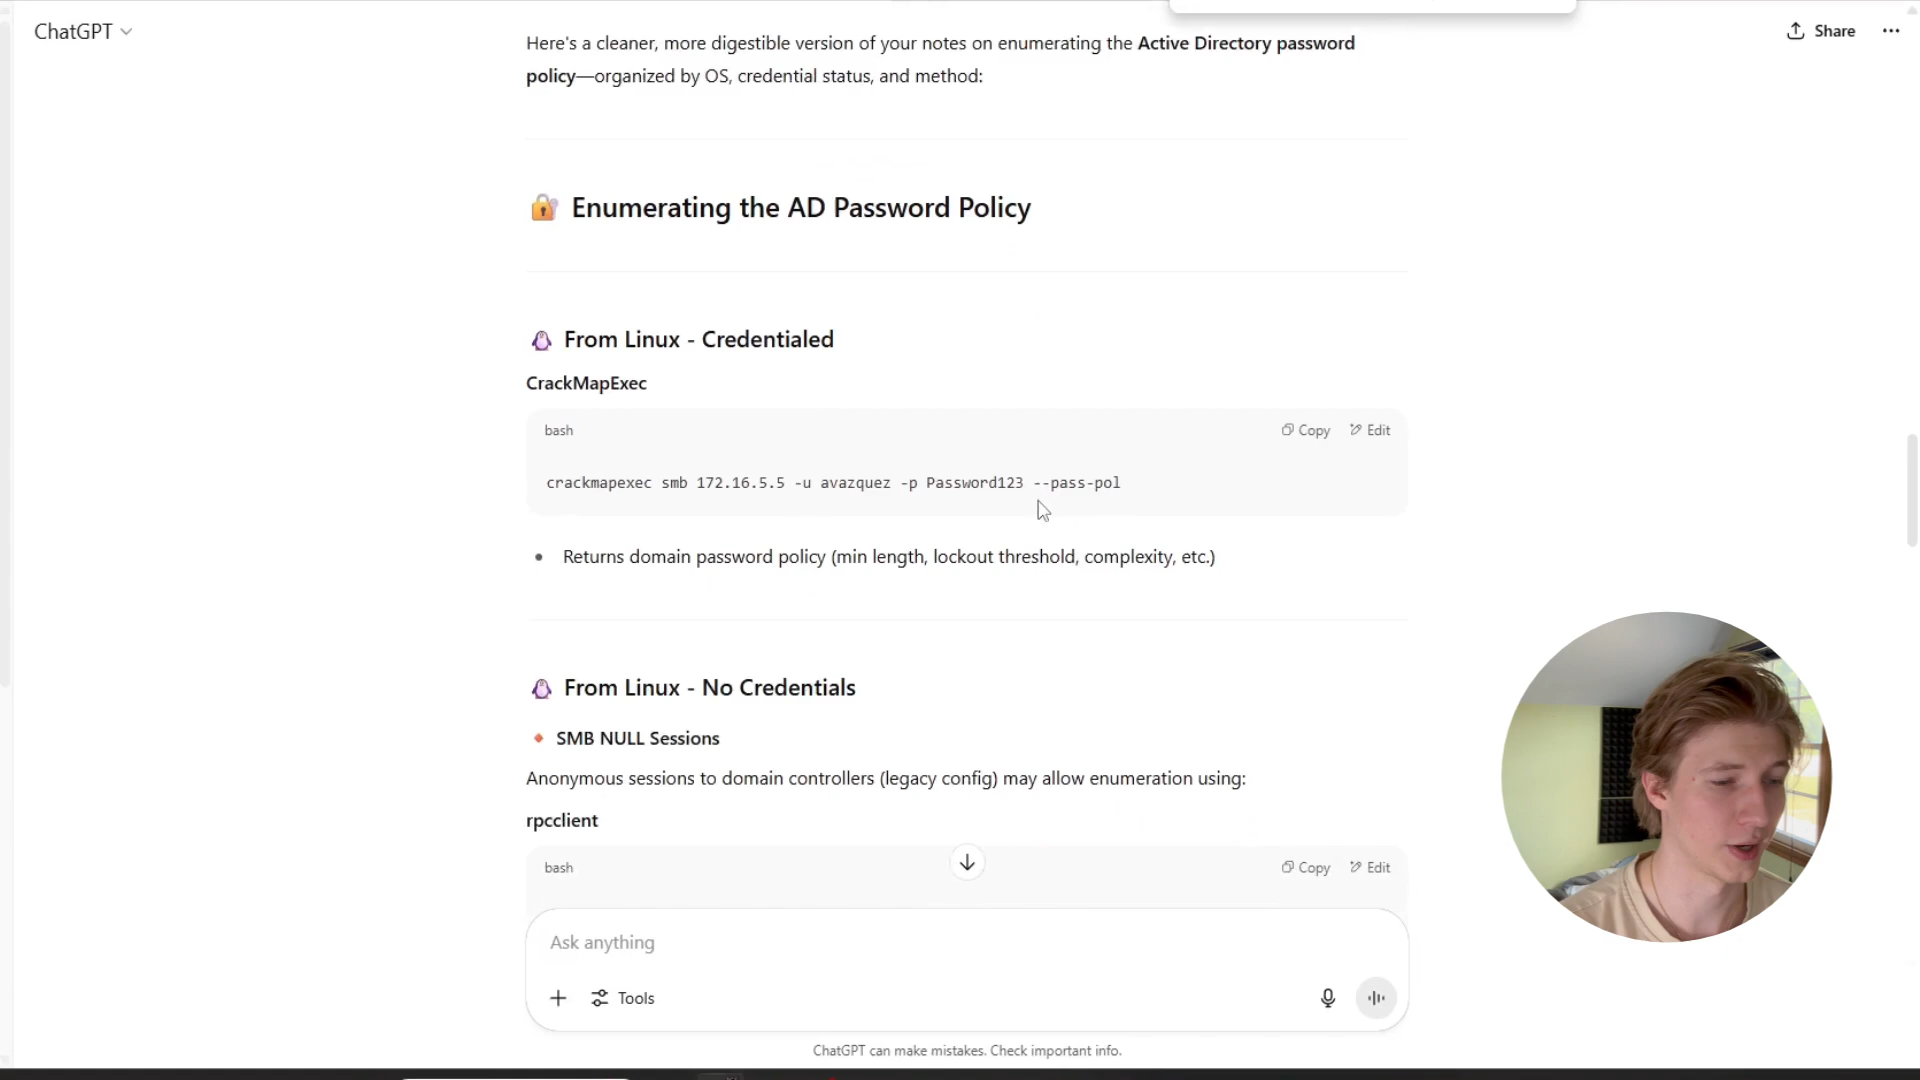 ChatGPT
Share
Here's a cleaner, more digestible version of your notes on enumerating the Active Directory password
policy—organized by OS, credential status, and method:
Enumerating the AD Password Policy
From Linux - Credentialed
CrackMapExec
bash
Copy
Edit
crackmapexec smb 172.16.5.5 -u avazquez -p Password123 --pass-pol
Returns domain password policy (min length, lockout threshold, complexity, etc.)
From Linux - No Credentials
SMB NULL Sessions
Anonymous sessions to domain controllers (legacy config) may allow enumeration using:
rpcclient
bash
Copy
Edit
Ask anything
Tools
ChatGPT can make mistakes. Check important info.